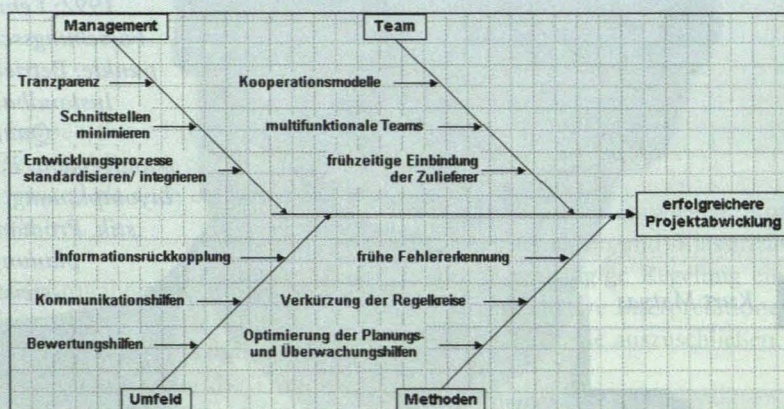 Management
Team
Tranzparenz
Schnittstellen
minimieren
Entwicklungsprozesse
standardisieren/ integrieren
Kooperationsmodelle
multifunktionale Teams
frühzeitige Einbindung
der Zulieferer
erfolgreichere
Projektabwicklung
Informationsrückkopplung
Kommunikationshilfen
Bewertungshilfen
frühe Fehlererkennung
Verkürzung der Regelkreise
Optimierung der Planungs-
und Überwachungshilfen
Umfeld
Methoden